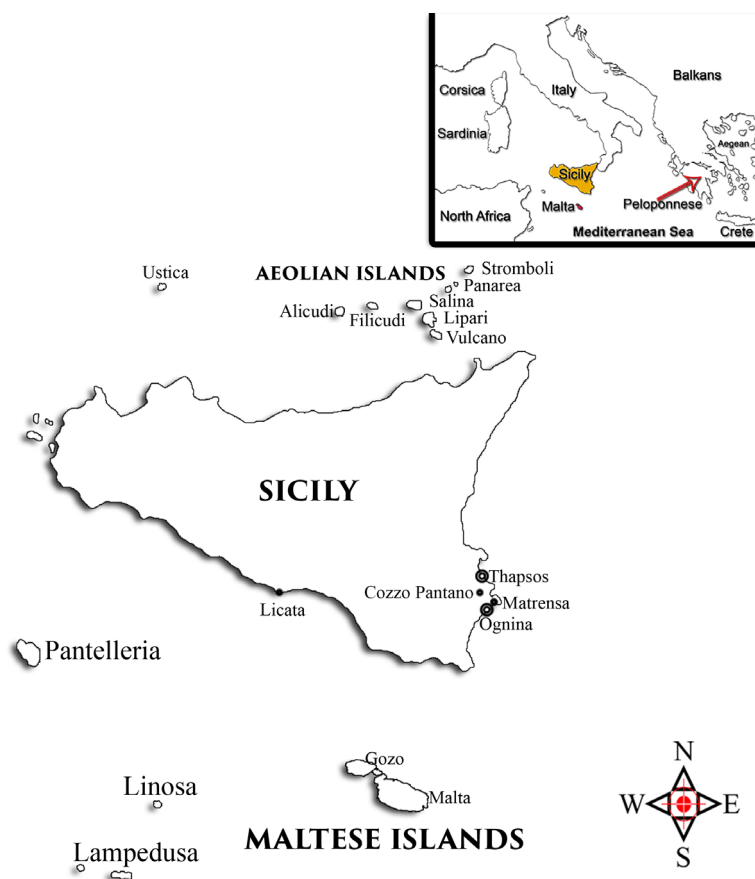 Balkans
Corsica
Italy
Sardinia
Aegean
Sicily
Malta
Peloponnese
North Africa
Mediterranean Sea
Crete
Ustica
AEOLIAN ISLANDS
Stromboli
Panarea
Alicudi
Filicudi
Salina
Lipari
Vulcano
SICILY
Thapsos
Cozzo Pantano
Matrensa
Licata
Ognina
Pantelleria
Gozo
Linosa
Malta
MALTESE ISLANDS
Lampedusa
N
W
E
S